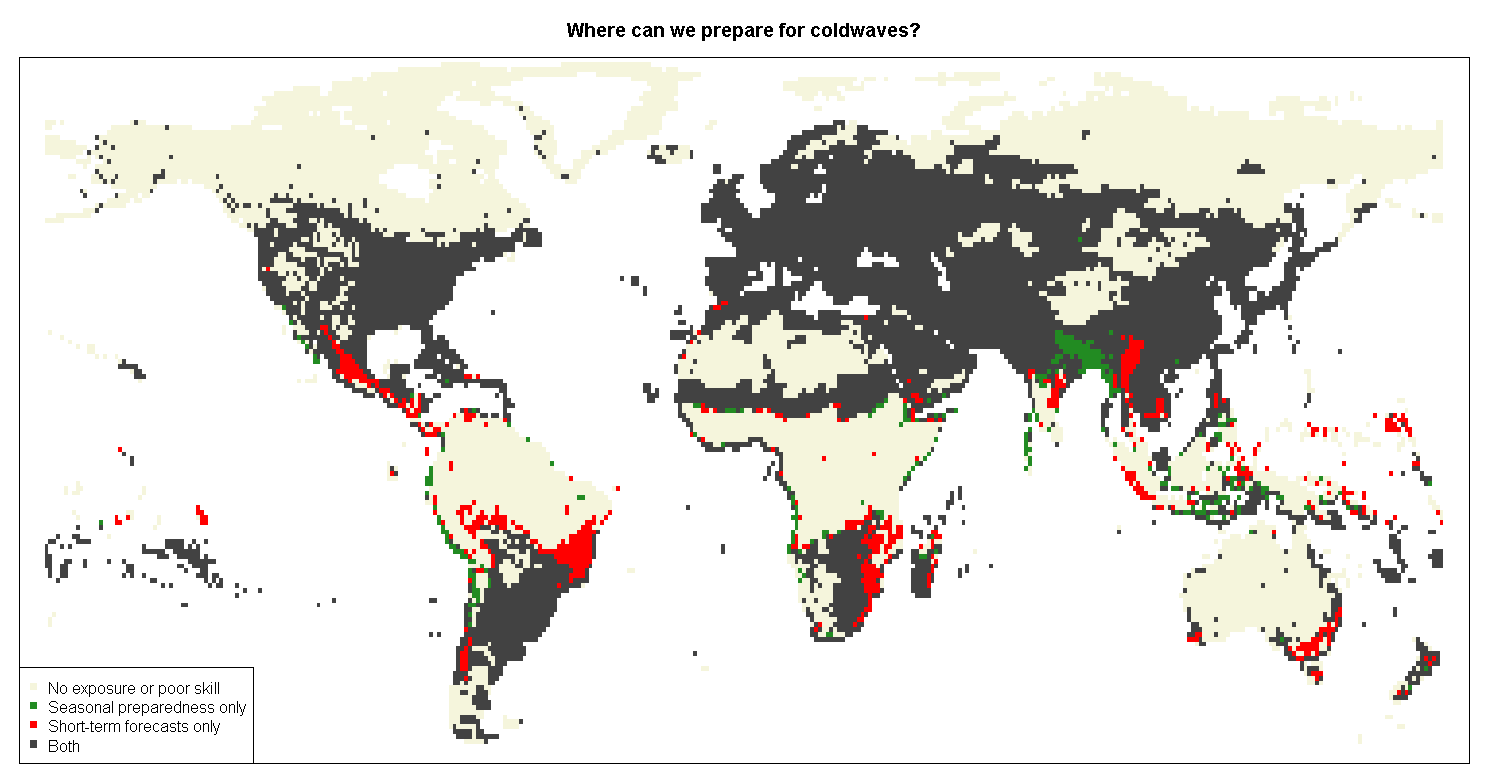 Where can we prepare for coldwaves?
No exposure or poor skill
Seasonal preparedness only
Short-term forecasts only
Both